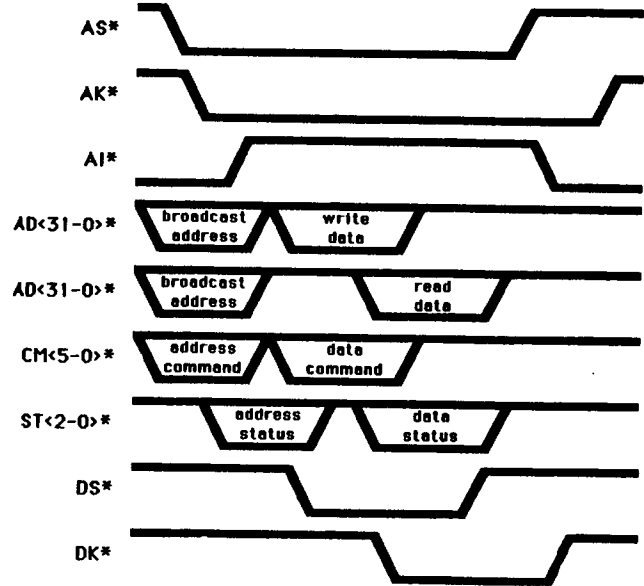 AS*
AK*
AI*
AD<31-0>*
broadcast
address
write
data
AD<31-0>*
broadcast
address
read
data
CM<5-0>*
address
command
data
command
ST<2-0>*
address
status
data
status
DS*
DK*